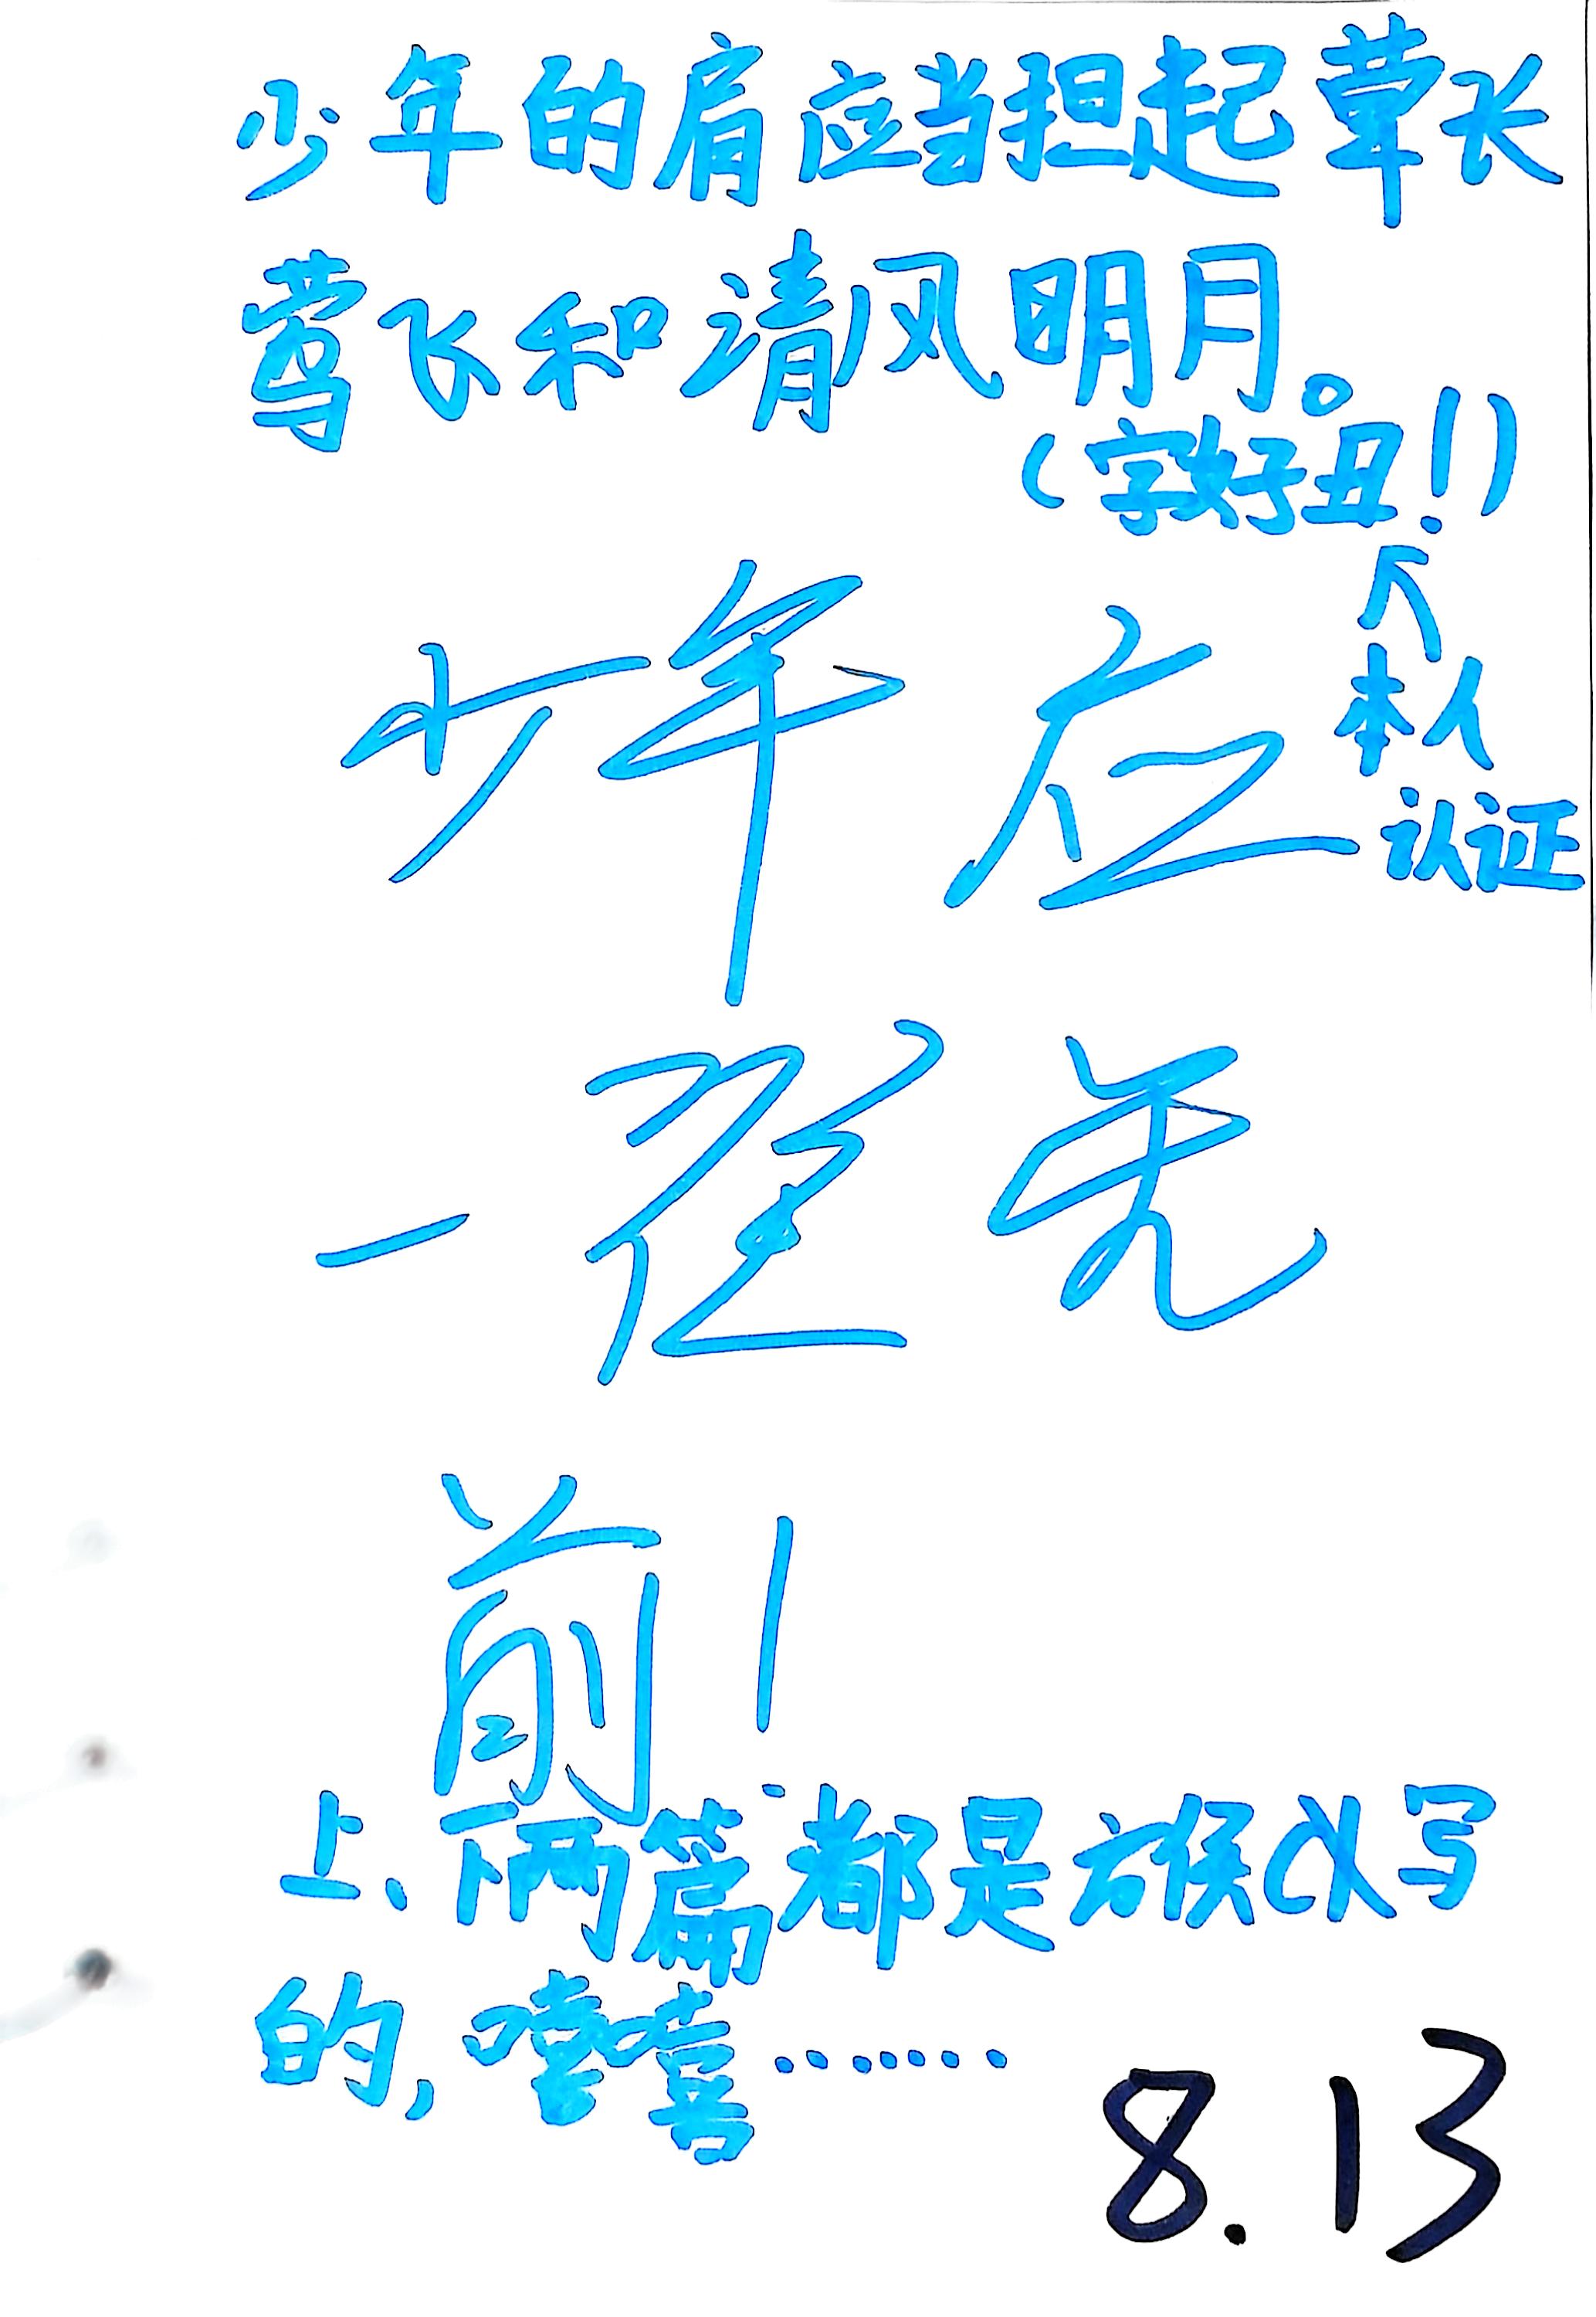 少年的肩应当担起草长
莺飞和清风明月。
(字好丑!)
本人
认证
少年应
一往无
前!
上、下两篇都是写
的,嘻嘻.......
8.13